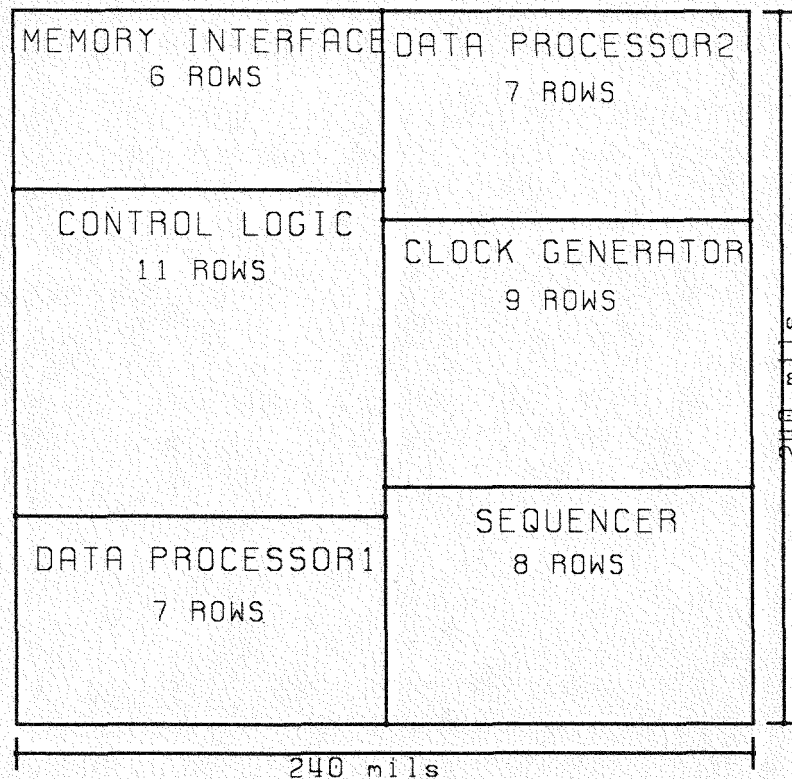 MEMORY INTERFACE
6 ROWS
DATA PROCESSOR2
7 ROWS
CONTROL LOGIC
11 ROWS
CLOCK GENERATOR
9 ROWS
DATA PROCESSOR1
7 ROWS
SEQUENCER
8 ROWS
mils
240 mils